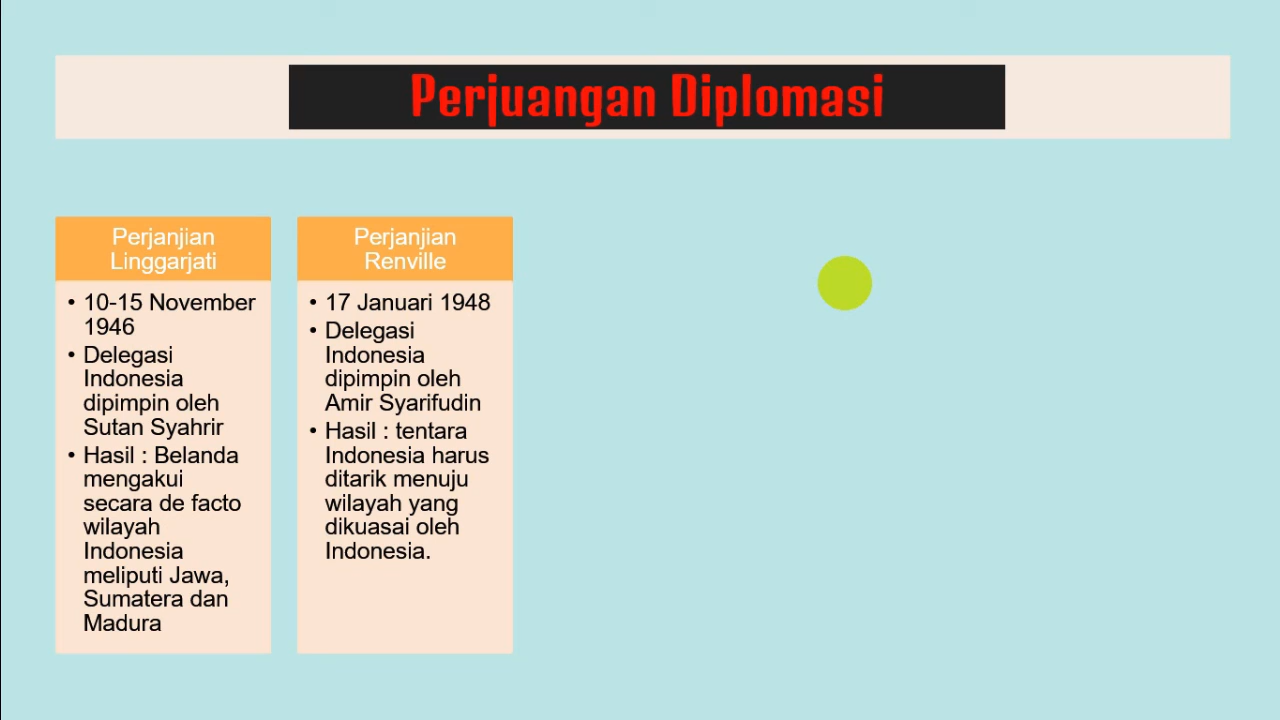 Perjuangan Diplomasi
Perjanjian
Linggarjati
• 10-15 November
1946
• Delegasi
Indonesia
dipimpin oleh
Sutan Syahrir
• Hasil : Belanda
mengakui
secara de facto
wilayah
Indonesia
meliputi Jawa,
Sumatera dan
Madura
Perjanjian
Renville
• 17 Januari 1948
• Delegasi
Indonesia
dipimpin oleh
Amir Syarifudin
• Hasil : tentara
Indonesia harus
ditarik menuju
wilayah yang
dikuasai oleh
Indonesia.